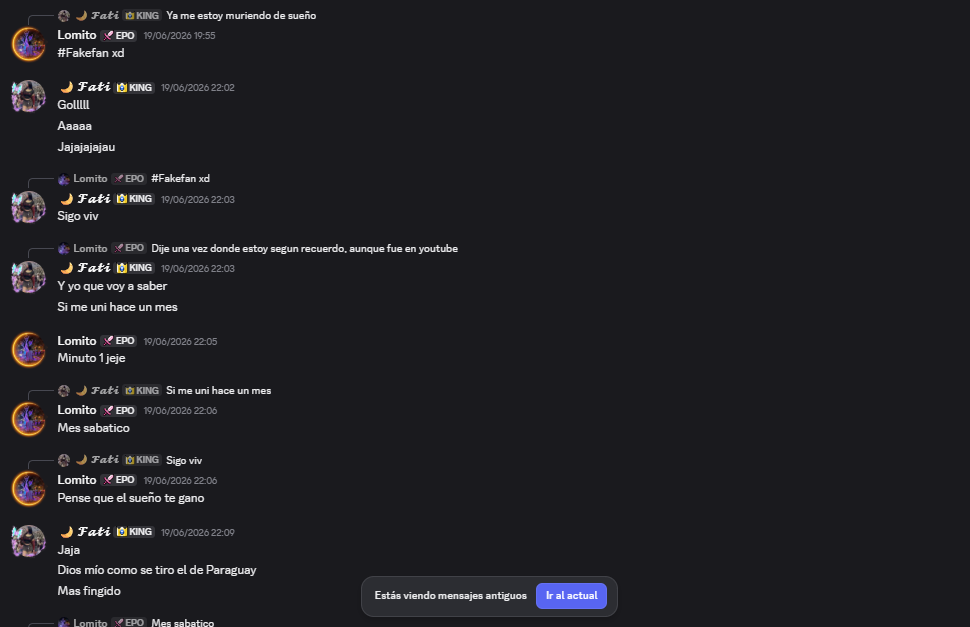 𝓕𝓪𝓽𝓲 KING Ya me estoy muriendo de sueño
Lomito EPO 19/06/2026 19:55
#Fakefan xd
𝓕𝓪𝓽𝓲 KING 19/06/2026 22:02
Golllll
Aaaaa
Jajajajajau
Lomito EPO #Fakefan xd
𝓕𝓪𝓽𝓲 KING 19/06/2026 22:03
Sigo viv
Lomito EPO Dije una vez donde estoy segun recuerdo, aunque fue en youtube
𝓕𝓪𝓽𝓲 KING 19/06/2026 22:03
Y yo que voy a saber
Si me uni hace un mes
Lomito EPO 19/06/2026 22:05
Minuto 1 jeje
𝓕𝓪𝓽𝓲 KING Si me uni hace un mes
Lomito EPO 19/06/2026 22:06
Mes sabatico
𝓕𝓪𝓽𝓲 KING Sigo viv
Lomito EPO 19/06/2026 22:06
Pense que el sueño te gano
𝓕𝓪𝓽𝓲 KING 19/06/2026 22:09
Jaja
Dios mío como se tiro el de Paraguay
Mas fingido
Estás viendo mensajes antiguos Ir al actual
Lomito EPO Mes sabatico